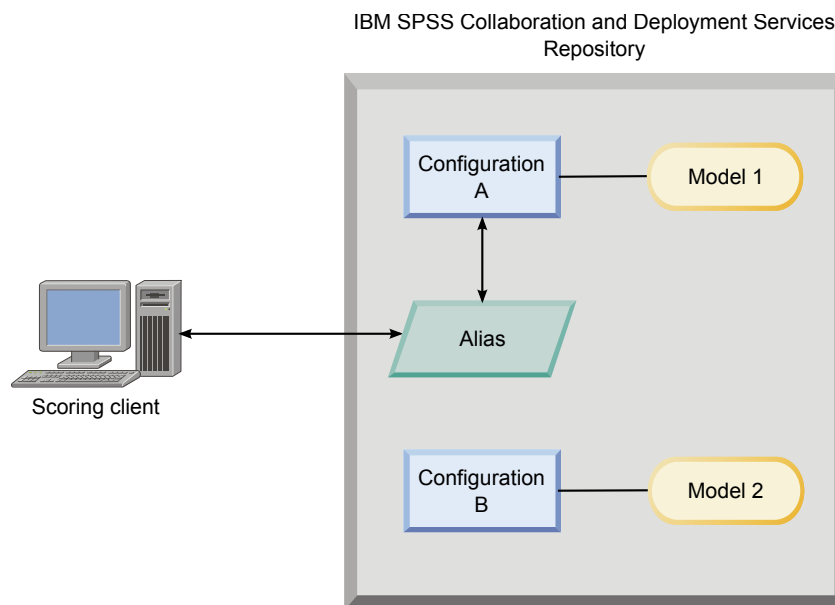 IBM SPSS Collaboration and Deployment Services
Repository
Configuration
A
Model 1
Alias
Scoring client
Configuration
B
Model 2